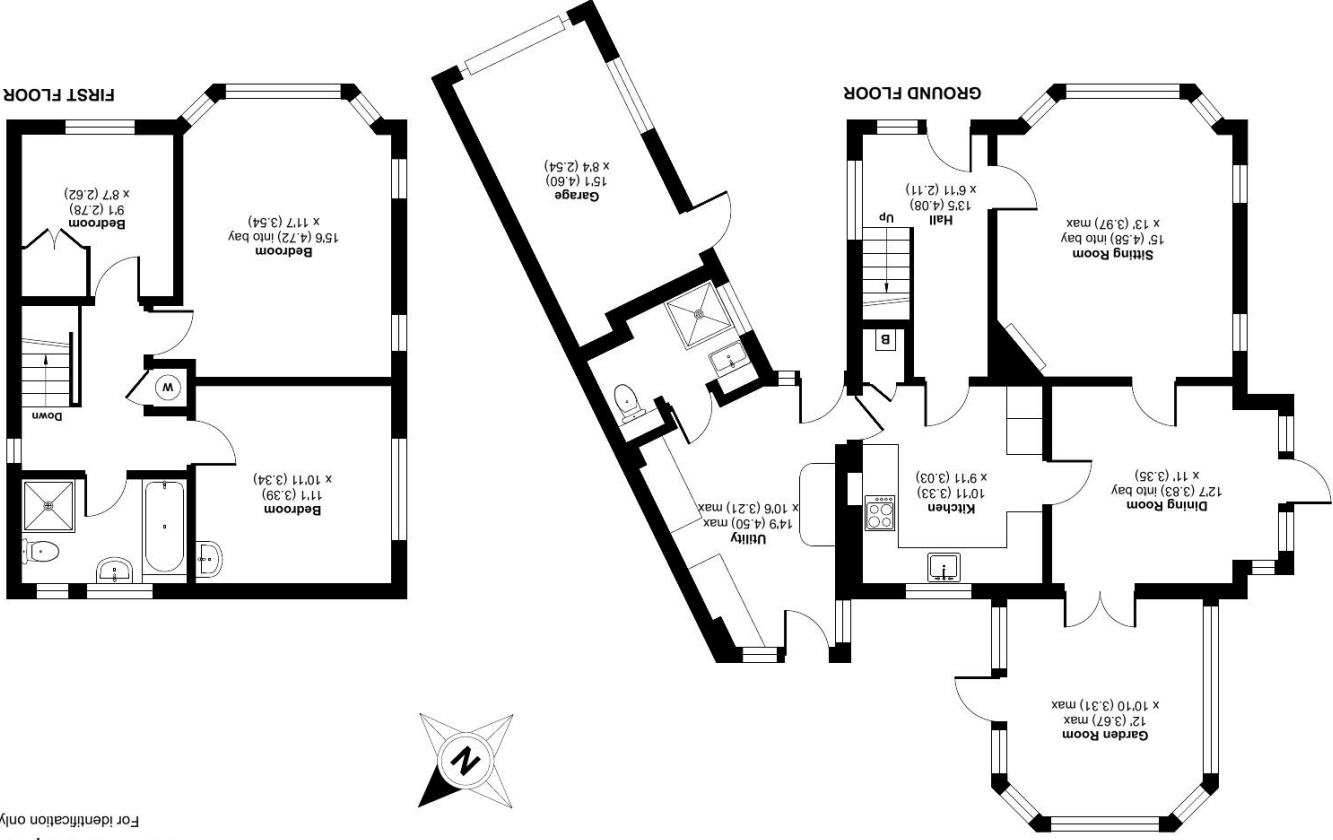 For identification only
N
Garden Room
12' (3.67) max
x 10'10 (3.31) max
Dining Room
12'7 (3.83) into bay
x 11' (3.35)
Kitchen
10'11 (3.33)
x 9'11 (3.03)
Utility
14'9 (4.50) max
x 10'6 (3.21) max
B
Sitting Room
15' (4.58) into bay
x 13' (3.97) max
Hall
13'5 (4.08)
x 6'11 (2.11)
Up
Garage
15'1 (4.60)
x 8'4 (2.54)
GROUND FLOOR
Bedroom
11'1 (3.39)
x 10'11 (3.34)
Down
W
Bedroom
15'6 (4.72) into bay
x 11'7 (3.54)
Bedroom
9'1 (2.78)
x 8'7 (2.62)
FIRST FLOOR